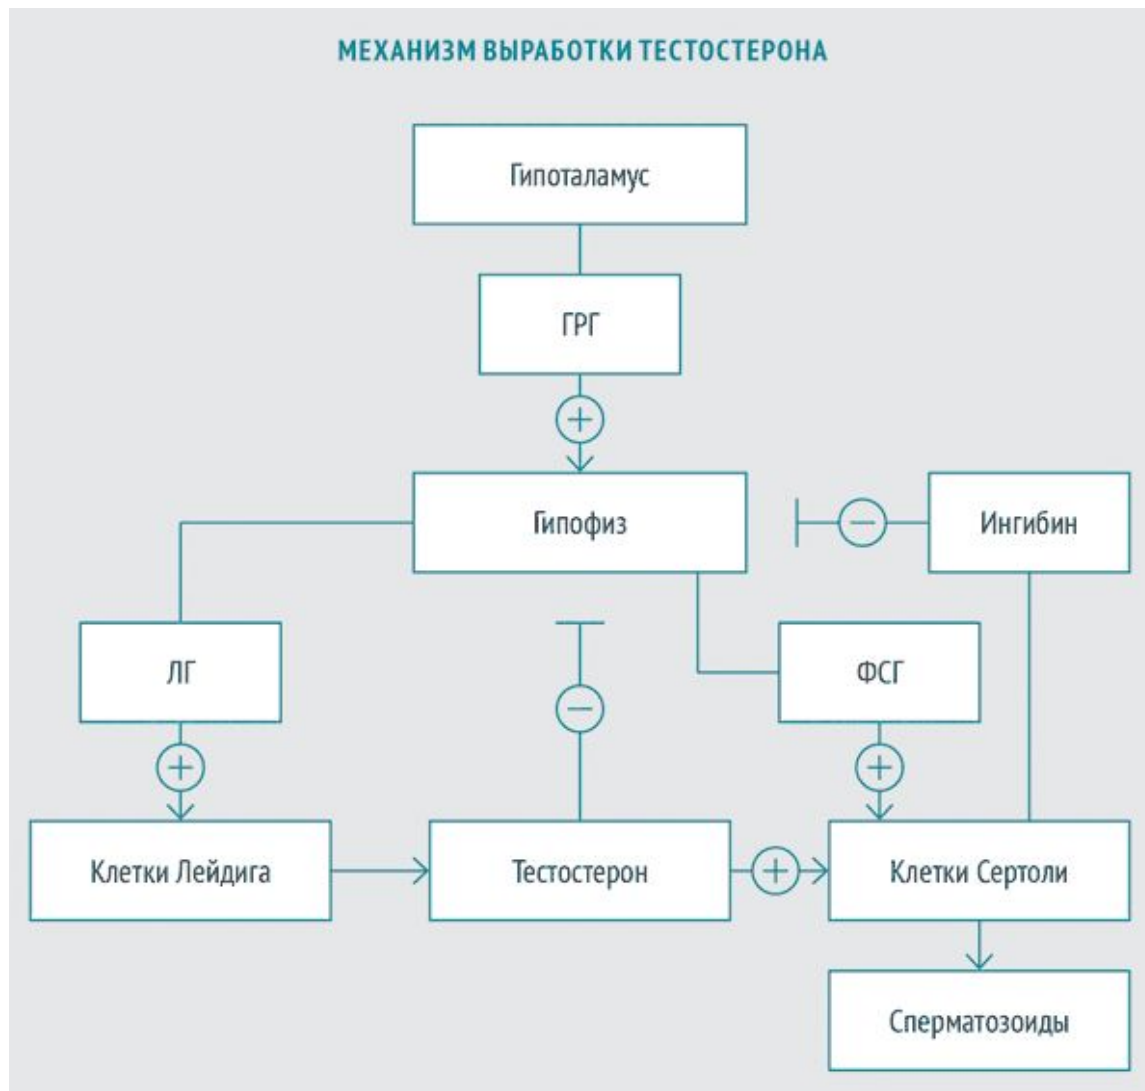 МЕХАНИЗМ ВЫРАБОТКИ ТЕСТОСТЕРОНА
Гипоталамус
ГРГ
Гипофиз
Ингибин
ЛГ
ФСГ
Клетки Лейдига
Тестостерон
Клетки Сертоли
Сперматозоиды